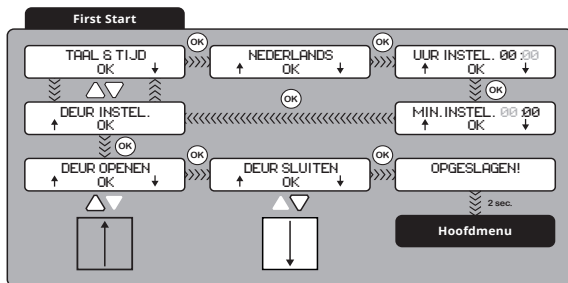 First Start
TAAL & TIJD
OK
OK
NEDERLANDS
OK
OK
UUR INSTEL. 00:00
OK
OK
OK
DEUR INSTEL.
OK
MIN.INSTEL. 00:00
OK
OK
DEUR OPENEN
OK
OK
DEUR SLUITEN
OK
OK
OPGESLAGEN!
2 sec.
Hoofdmenu